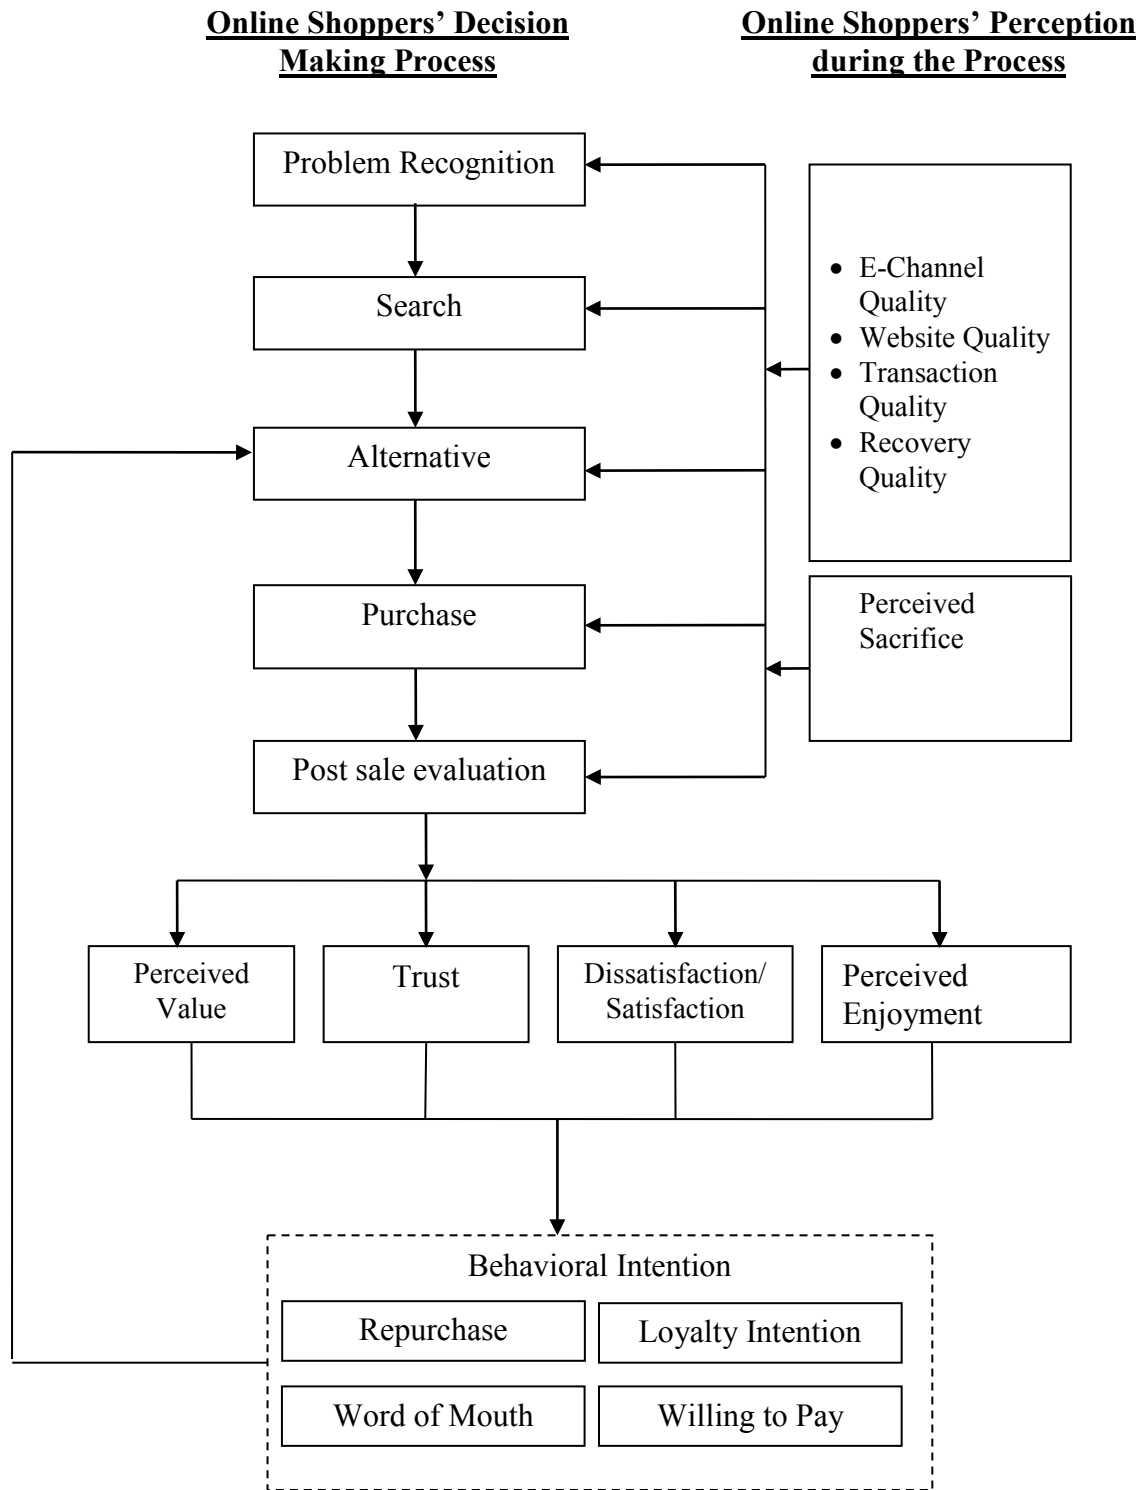 Online Shoppers’ Decision
Making Process
Online Shoppers’ Perception
during the Process
Problem Recognition
Search
Alternative
Purchase
Post sale evaluation
• E-Channel
Quality
• Website Quality
• Transaction
Quality
• Recovery
Quality
Perceived
Sacrifice
Perceived
Value
Trust
Dissatisfaction/
Satisfaction
Perceived
Enjoyment
Behavioral Intention
Repurchase
Loyalty Intention
Word of Mouth
Willing to Pay